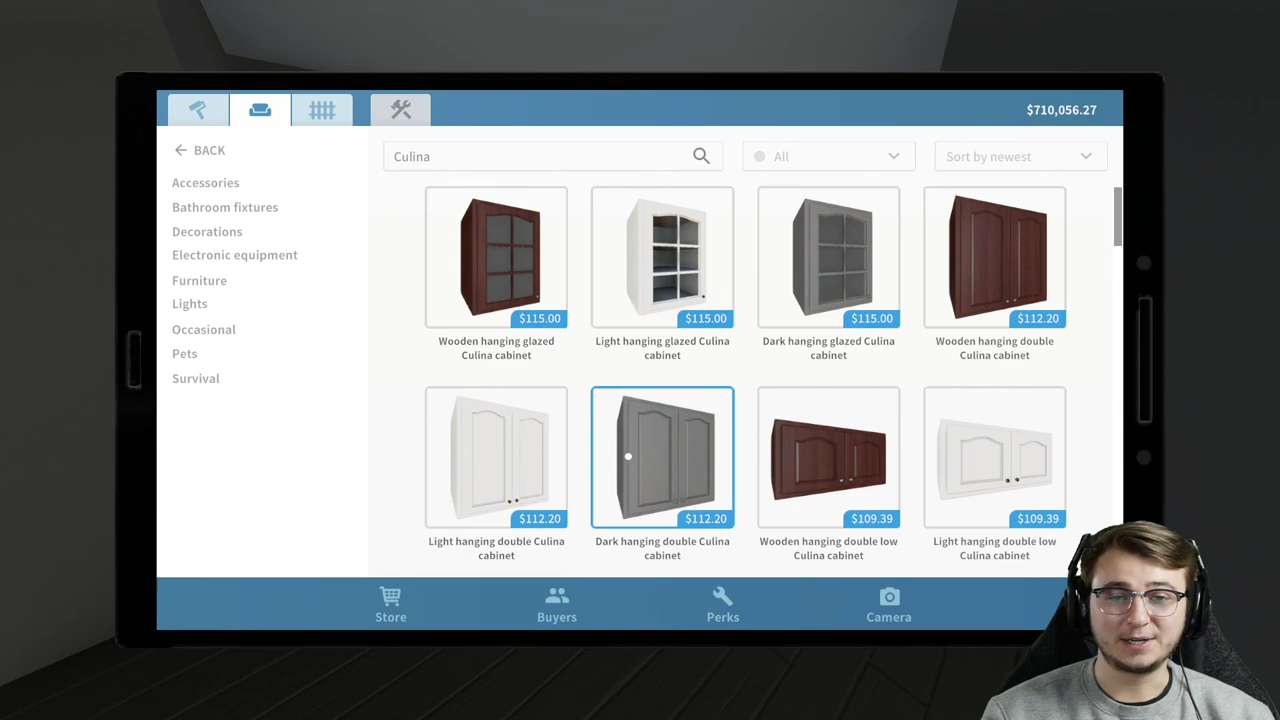 $710,056.27
BACK
Culina
All
Sort by newest
Accessories
Bathroom fixtures
Decorations
Electronic equipment
Furniture
Lights
Occasional
Pets
Survival
$115.00
$115.00
$115.00
$112.20
Wooden hanging glazed
Culina cabinet
Light hanging glazed Culina
cabinet
Dark hanging glazed Culina
cabinet
Wooden hanging double
Culina cabinet
$112.20
$112.20
$109.39
$109.39
Light hanging double Culina
cabinet
Dark hanging double Culina
cabinet
Wooden hanging double low
Culina cabinet
Light hanging double low
Culina cabinet
Store
Buyers
Perks
Camera